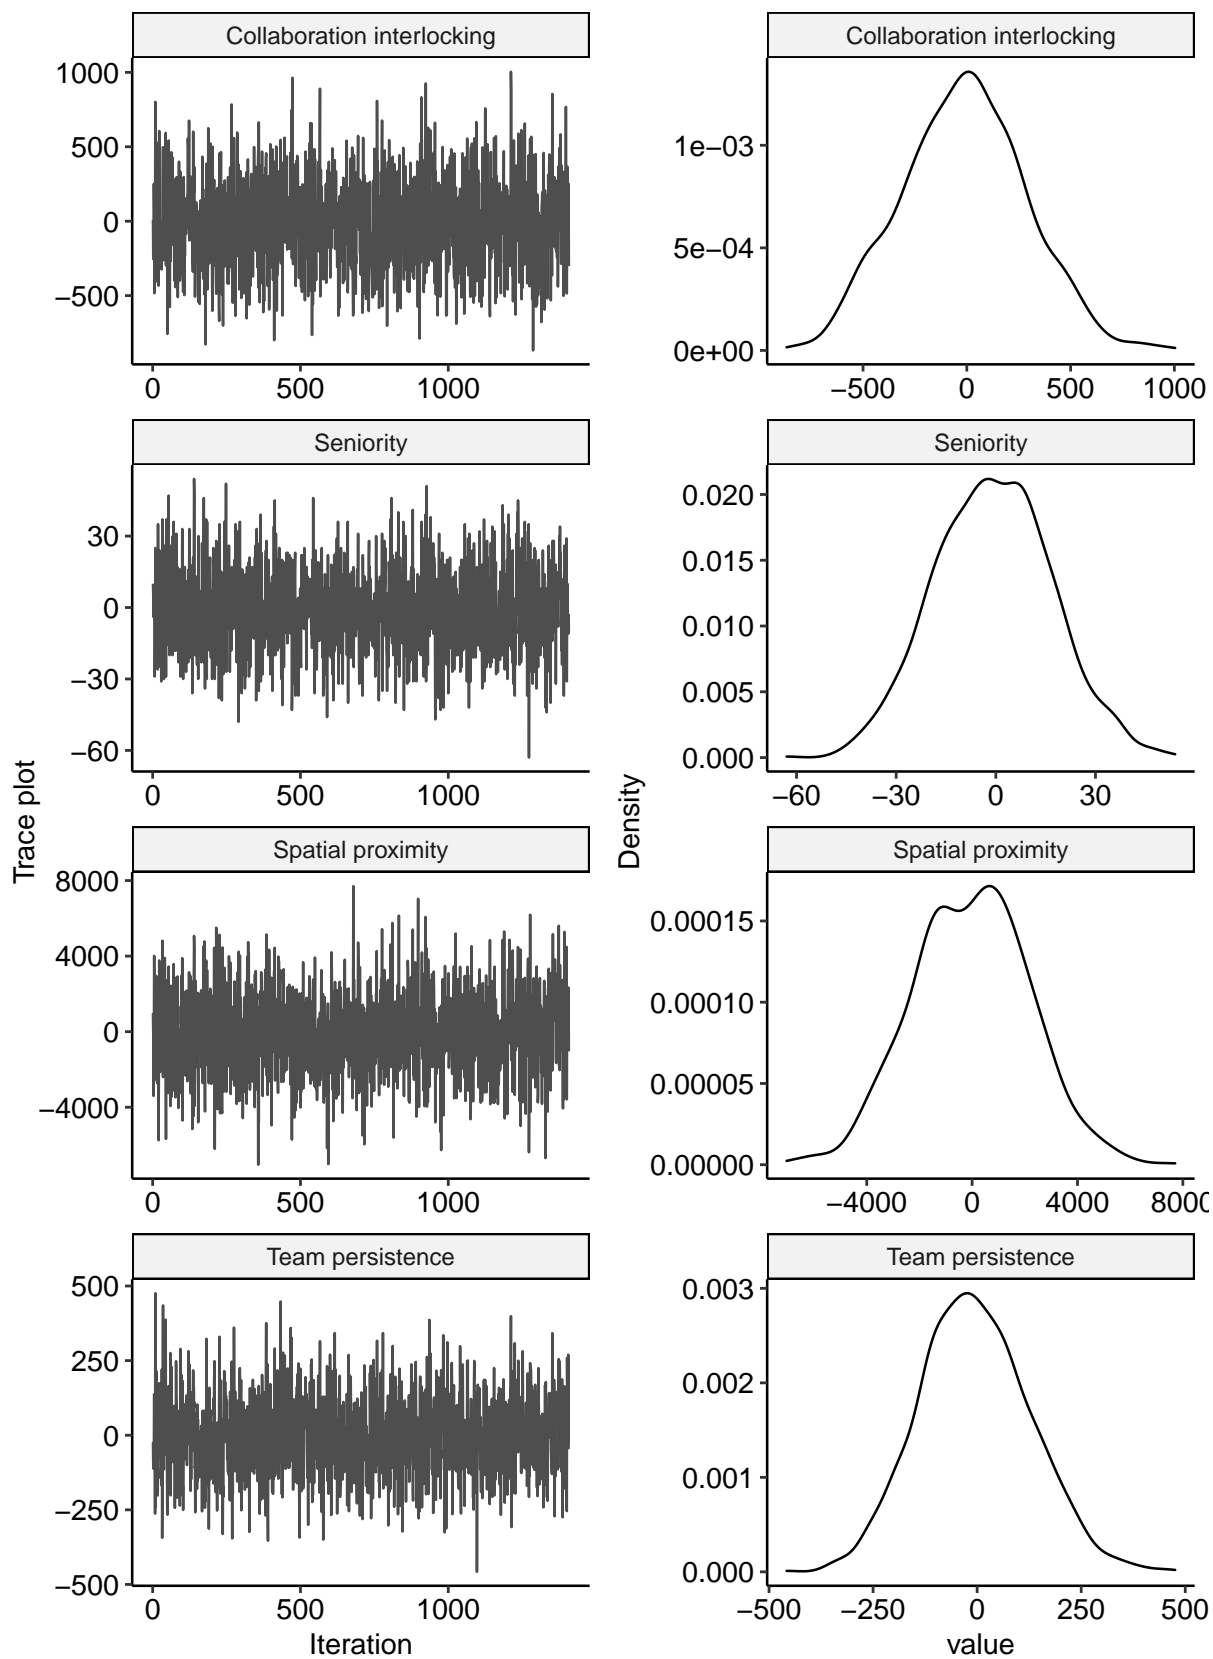 Collaboration interlocking
1000
500
0
−500
0 500 1000
Seniority
30
0
−30
−60
0 500 1000
Spatial proximity
8000
4000
0
−4000
0 500 1000
Team persistence
500
250
0
−250
−500
0 500 1000
Iteration
Trace plot
Collaboration interlocking
1e−03
5e−04
0e+00
−500 0 500 1000
Seniority
0.020
0.015
0.010
0.005
0.000
−60 −30 0 30
Spatial proximity
0.00015
0.00010
0.00005
0.00000
−4000 0 4000 8000
Team persistence
0.003
0.002
0.001
0.000
−500 −250 0 250 500
value
Density